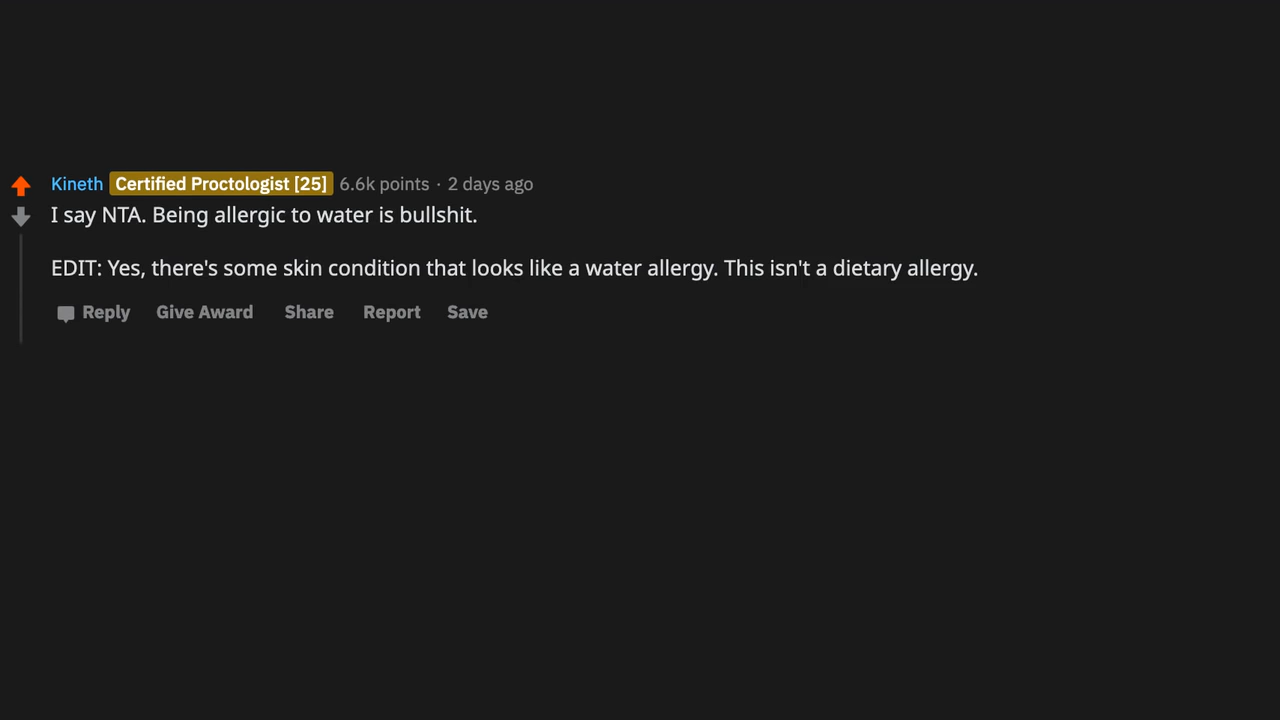 Kineth Certified Proctologist [25] 6.6k points · 2 days ago
I say NTA. Being allergic to water is bullshit.
EDIT: Yes, there's some skin condition that looks like a water allergy. This isn't a dietary allergy.
Reply Give Award Share Report Save